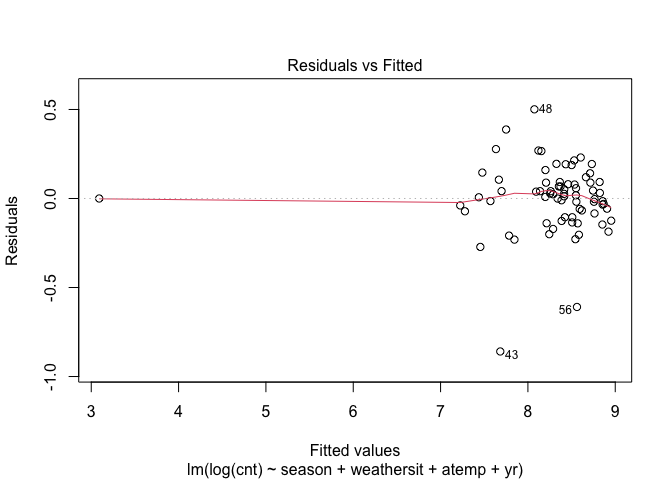 Residuals vs Fitted
0.5
0.0
-0.5
-1.0
Residuals
48
56
43
3 4 5 6 7 8 9
Fitted values
lm(log(cnt) ~ season + weathersit + atemp + yr)